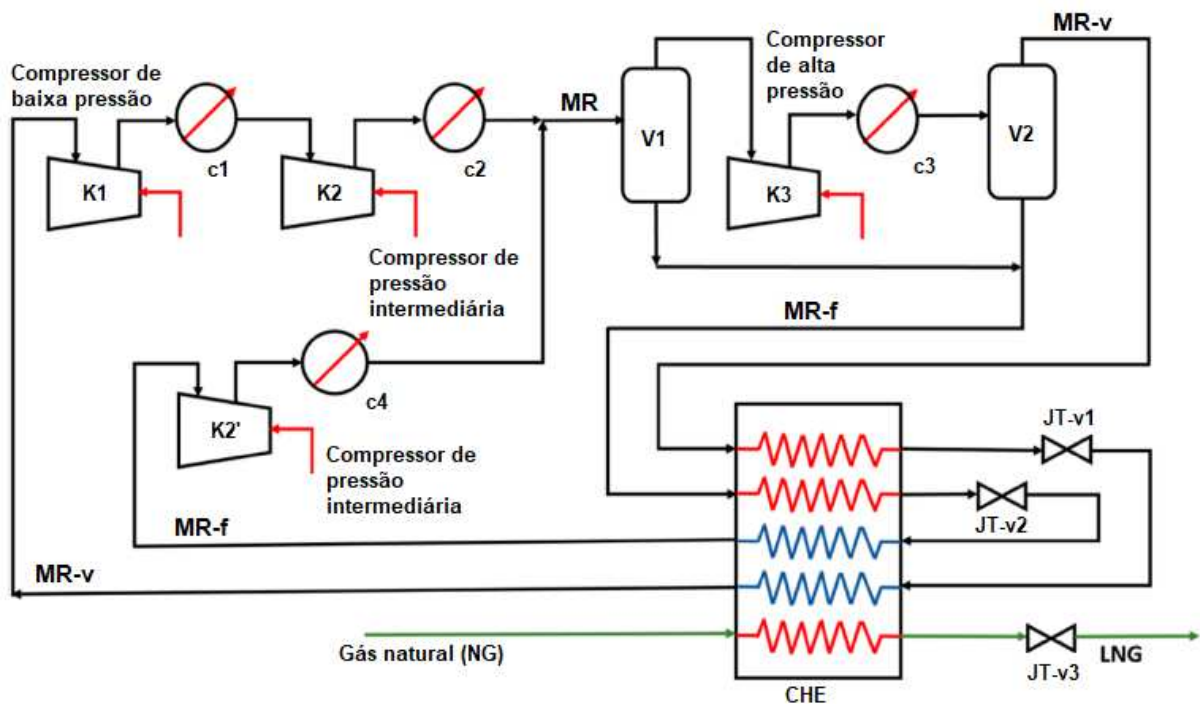 MR-v
Compressor de
baixa pressão
Compressor
de alta
pressão
MR
V1
V2
K1
c1
K2
c2
K3
c3
Compressor de
pressão
intermediária
MR-f
K2'
c4
Compressor de
pressão
intermediária
JT-v1
JT-v2
MR-f
MR-v
Gás natural (NG)
LNG
JT-v3
CHE